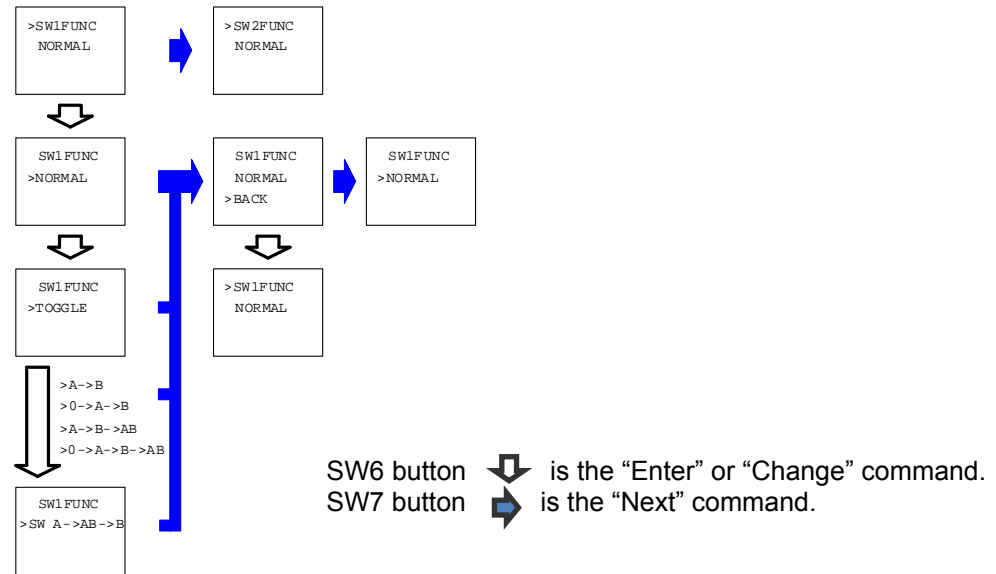 >SW1FUNC
NORMAL
>SW2FUNC
NORMAL
SW1FUNC
>NORMAL
SW1FUNC
NORMAL
>BACK
SW1FUNC
>NORMAL
SW1FUNC
>TOGGLE
>SW1FUNC
NORMAL
>A->B
>0->A->B
>A->B->AB
>0->A->B->AB
SW1FUNC
>SW A->AB->B
SW6 button is the “Enter” or “Change” command.
SW7 button is the “Next” command.